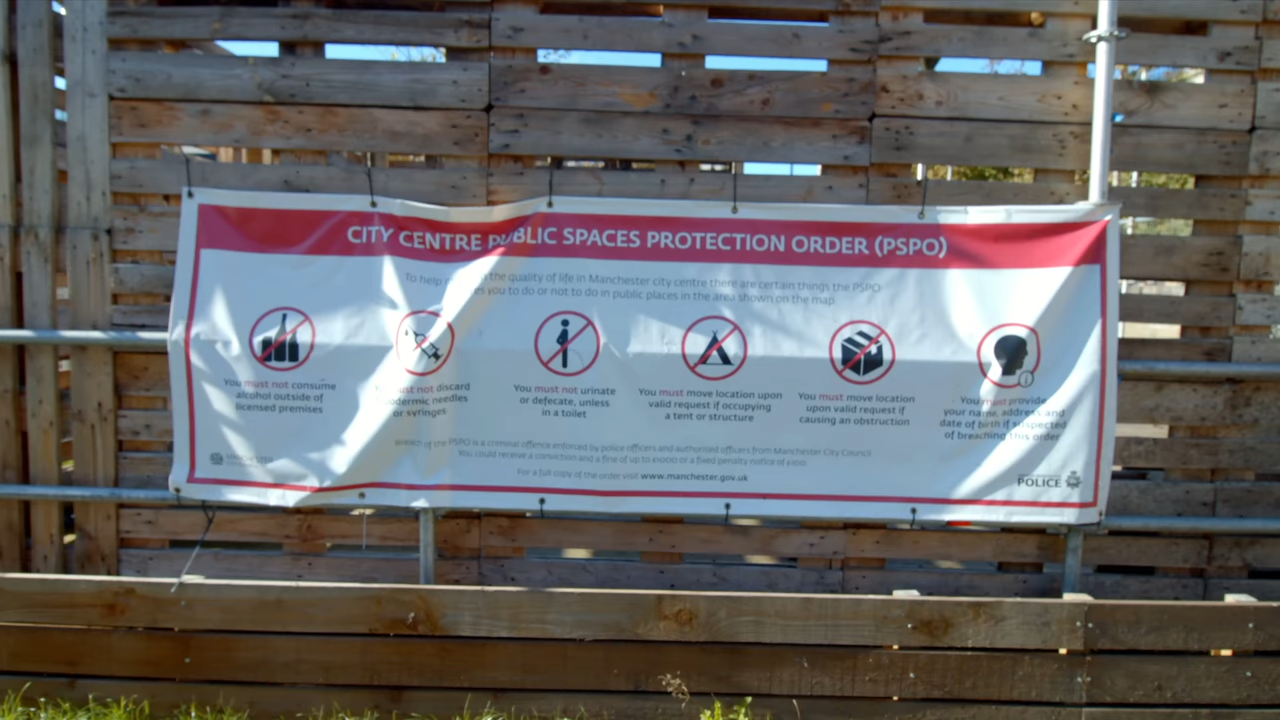 CITY CENTRE PUBLIC SPACES PROTECTION ORDER (PSPO)
To help the quality of life in Manchester city centre there are certain things the PSPO
you to do or not to do in public places in the area shown on the map.
You must not consume
alcohol outside of
licensed premises
must not discard
hypodermic needles
or syringes
You must not urinate
or defecate, unless
in a toilet
You must move location upon
valid request if occupying
a tent or structure
You must move location
upon valid request if
causing an obstruction
You must provide
your name, address and
date of birth if suspected
of breaching this order
Breach of the PSPO is a criminal offence enforced by police officers and authorised officers from Manchester City Council
You could receive a conviction and a fine of up to £1000 or a fixed penalty notice of £100
For a full copy of the order visit www.manchester.gov.uk
MANCHESTER
CITY COUNCIL
POLICE